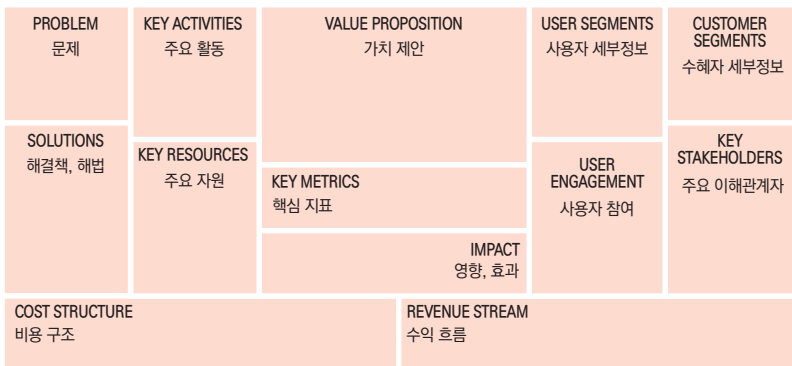 PROBLEM
문제
SOLUTIONS
해결책, 해법
KEY ACTIVITIES
주요 활동
KEY RESOURCES
주요 자원
VALUE PROPOSITION
가치 제안
KEY METRICS
핵심 지표
IMPACT
영향, 효과
USER SEGMENTS
사용자 세부정보
USER
ENGAGEMENT
사용자 참여
CUSTOMER
SEGMENTS
수혜자 세부정보
KEY
STAKEHOLDERS
주요 이해관계자
COST STRUCTURE
비용 구조
REVENUE STREAM
수익 흐름